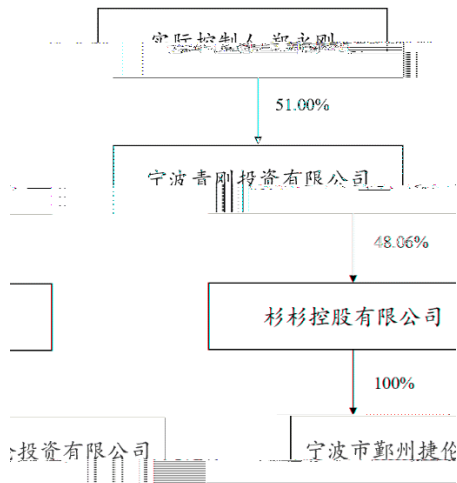 实际控制人 郑永刚
51.00%
宁波青刚投资有限公司
48.06%
杉杉控股有限公司
100%
投资有限公司
宁波市鄞州捷伦